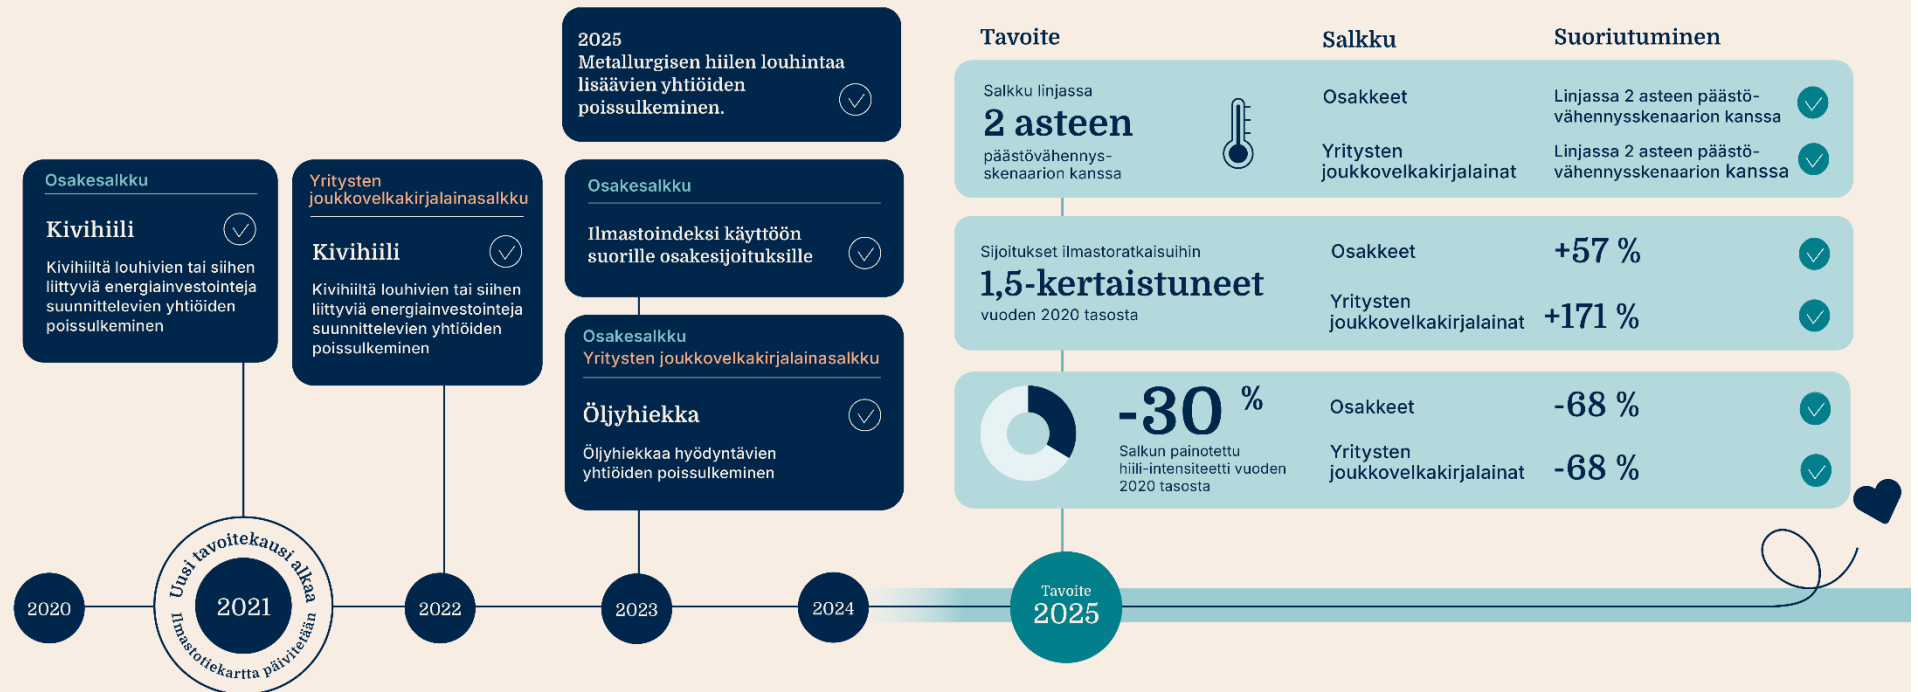 2025
Metallurgisen hiilen louhintaa
lisäävien yhtiöiden
poissulkeminen.
Osakesalkku
Kivihiili
Kivihiiltä louhivien tai siihen
liittyviä energiainvestointeja
suunnittelevien yhtiöiden
poissulkeminen
Yritysten
joukkovelkakirjalainasalkku
Kivihiili
Kivihiiltä louhivien tai siihen
liittyviä energiainvestointeja
suunnittelevien yhtiöiden
poissulkeminen
Osakesalkku
Ilmastoindeksi käyttöön
suorille osakesijoituksille
Osakesalkku
Yritysten joukkovelkakirjalainasalkku
Öljyhiekka
Öljyhiekkaa hyödyntävien
yhtiöiden poissulkeminen
Tavoite
Salkku
Suoriutuminen
Salkku linjassa
2 asteen
päästövähennys-
skenaarion kanssa
Osakkeet
Linjassa 2 asteen päästö-
vähennysskenaarion kanssa
Yritysten
joukkovelkakirjalainat
Linjassa 2 asteen päästö-
vähennysskenaarion kanssa
Sijoitukset ilmastoratkaisuihin
1,5-kertaistuneet
vuoden 2020 tasosta
Osakkeet
+57 %
Yritysten
joukkovelkakirjalainat
+171 %
-30 %
Salkun painotettu
hiili-intensiteetti vuoden
2020 tasosta
Osakkeet
-68 %
Yritysten
joukkovelkakirjalainat
-68 %
2020
Uusi tavoitekausi alkaa
2021
Ilmastotiekartta päivitetään
2022
2023
2024
Tavoite
2025